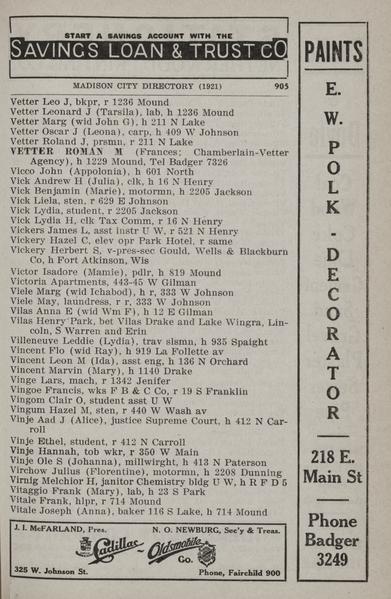 START A SAVINGS ACCOUNT WITH THE
SAVINGS LOAN & TRUST CO
MADISON CITY DIRECTORY (1921) 905
Vetter Leo J, bkpr, r 1236 Mound
Vetter Leonard J (Tarsila), lab, h 1236 Mound
Vetter Marg (wid John G), h 211 N Lake
Vetter Oscar J (Leona), carp, h 409 W Johnson
Vetter Roland J, prsmn, r 211 N Lake
VETTER ROMAN M (Frances; Chamberlain-Vetter
Agency), h 1229 Mound, Tel Badger 7326
Vicco John (Appolonia), h 601 North
Vick Andrew H (Julia), clk, h 16 N Henry
Vick Benjamin (Marie), motormn, h 2205 Jackson
Vick Liela, sten, r 629 E Johnson
Vick Lydia, student, r 2205 Jackson
Vick Lydia H, clk Tax Comm, r 16 N Henry
Vickers James L, asst instr U W, r 521 N Henry
Vickery Hazel C, elev opr Park Hotel, r same
Vickery Herbert S, v-pres-sec Gould, Wells & Blackburn
Co, h Fort Atkinson, Wis
Victor Isadore (Mamie), pdlr, h 819 Mound
Victoria Apartments, 443-45 W Gilman
Viele Marg (wid Ichabod), h r, 333 W Johnson
Viele May, laundress, r r, 333 W Johnson
Vilas Anna E (wid Wm F), h 12 E Gilman
Vilas Henry Park, bet Vilas Drake and Lake Wingra, Lin-
coln, S Warren and Erin
Villeneuve Leddie (Lydia), trav slsmn, h 935 Spaight
Vincent Flo (wid Ray), h 919 La Follette av
Vincent Leon M (Ida), asst eng, h 136 N Orchard
Vincent Marvin (Mary), h 1140 Drake
Vinge Lars, mach, r 1342 Jenifer
Vingoe Francis, wks F B & C Co, r 19 S Franklin
Vingom Clair O, student asst U W
Vingum Hazel M, sten, r 440 W Wash av
Vinje Aad J (Alice), justice Supreme Court, h 412 N Car-
roll
Vinje Ethel, student, r 412 N Carroll
Vinje Hannah, tob wkr, r 350 W Main
Vinje Ole S (Johanna), millwirght, h 413 N Paterson
Virchow Julius (Florentine), motormn, h 2208 Dunning
Virnig Melchior H, janitor Chemistry bldg U W, h R F D 5
Vitaggio Frank (Mary), lab, h 23 S Park
Vitale Frank, hlpr, r 714 Mound
Vitale Joseph (Anna), baker 116 S Lake, h 714 Mound
J. I. McFARLAND, Pres. N. O. NEWBURG, Sec'y & Treas.
Cadillac - Oldsmobile
Co.
325 W. Johnson St. Phone, Fairchild 900
PAINTS
E.
W.
POLK - DECORATOR
218 E.
Main St
Phone
Badger
3249